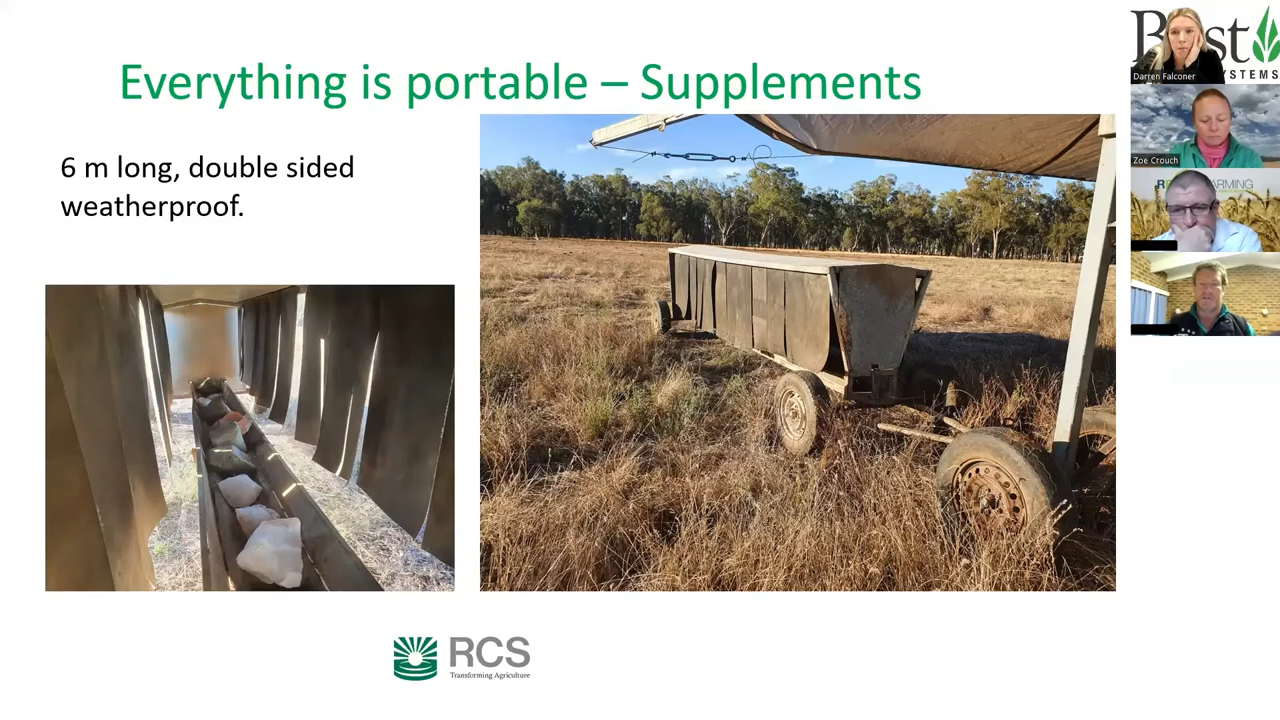 Everything is portable – Supplements
6 m long, double sided
weatherproof.
RCS
Transforming Agriculture
Darren Falconer
Zoe Crouch